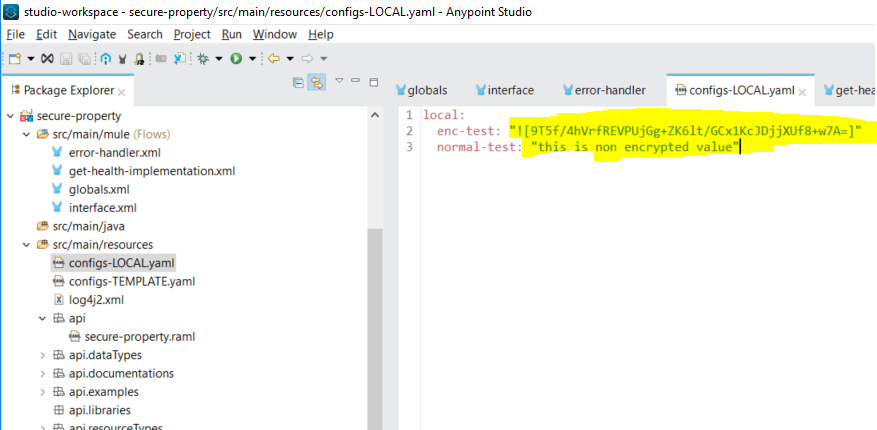 studio-workspace - secure-property/src/main/resources/configs-LOCAL.yaml - Anypoint Studio
File Edit Navigate Search Project Run Window Help
Package Explorer
globals interface error-handler configs-LOCAL.yaml get-hea
secure-property
src/main/mule (Flows)
error-handler.xml
get-health-implementation.xml
globals.xml
interface.xml
src/main/java
src/main/resources
configs-LOCAL.yaml
configs-TEMPLATE.yaml
log4j2.xml
api
secure-property.raml
api.dataTypes
api.documentations
api.examples
api.libraries
api.resourceTypes
1 local:
2 enc-test: "![9T5f/4hVrfREVPUjGg+ZK6lt/GCx1KcJDjjXUf8+w7A=]"
3 normal-test: "this is non encrypted value"